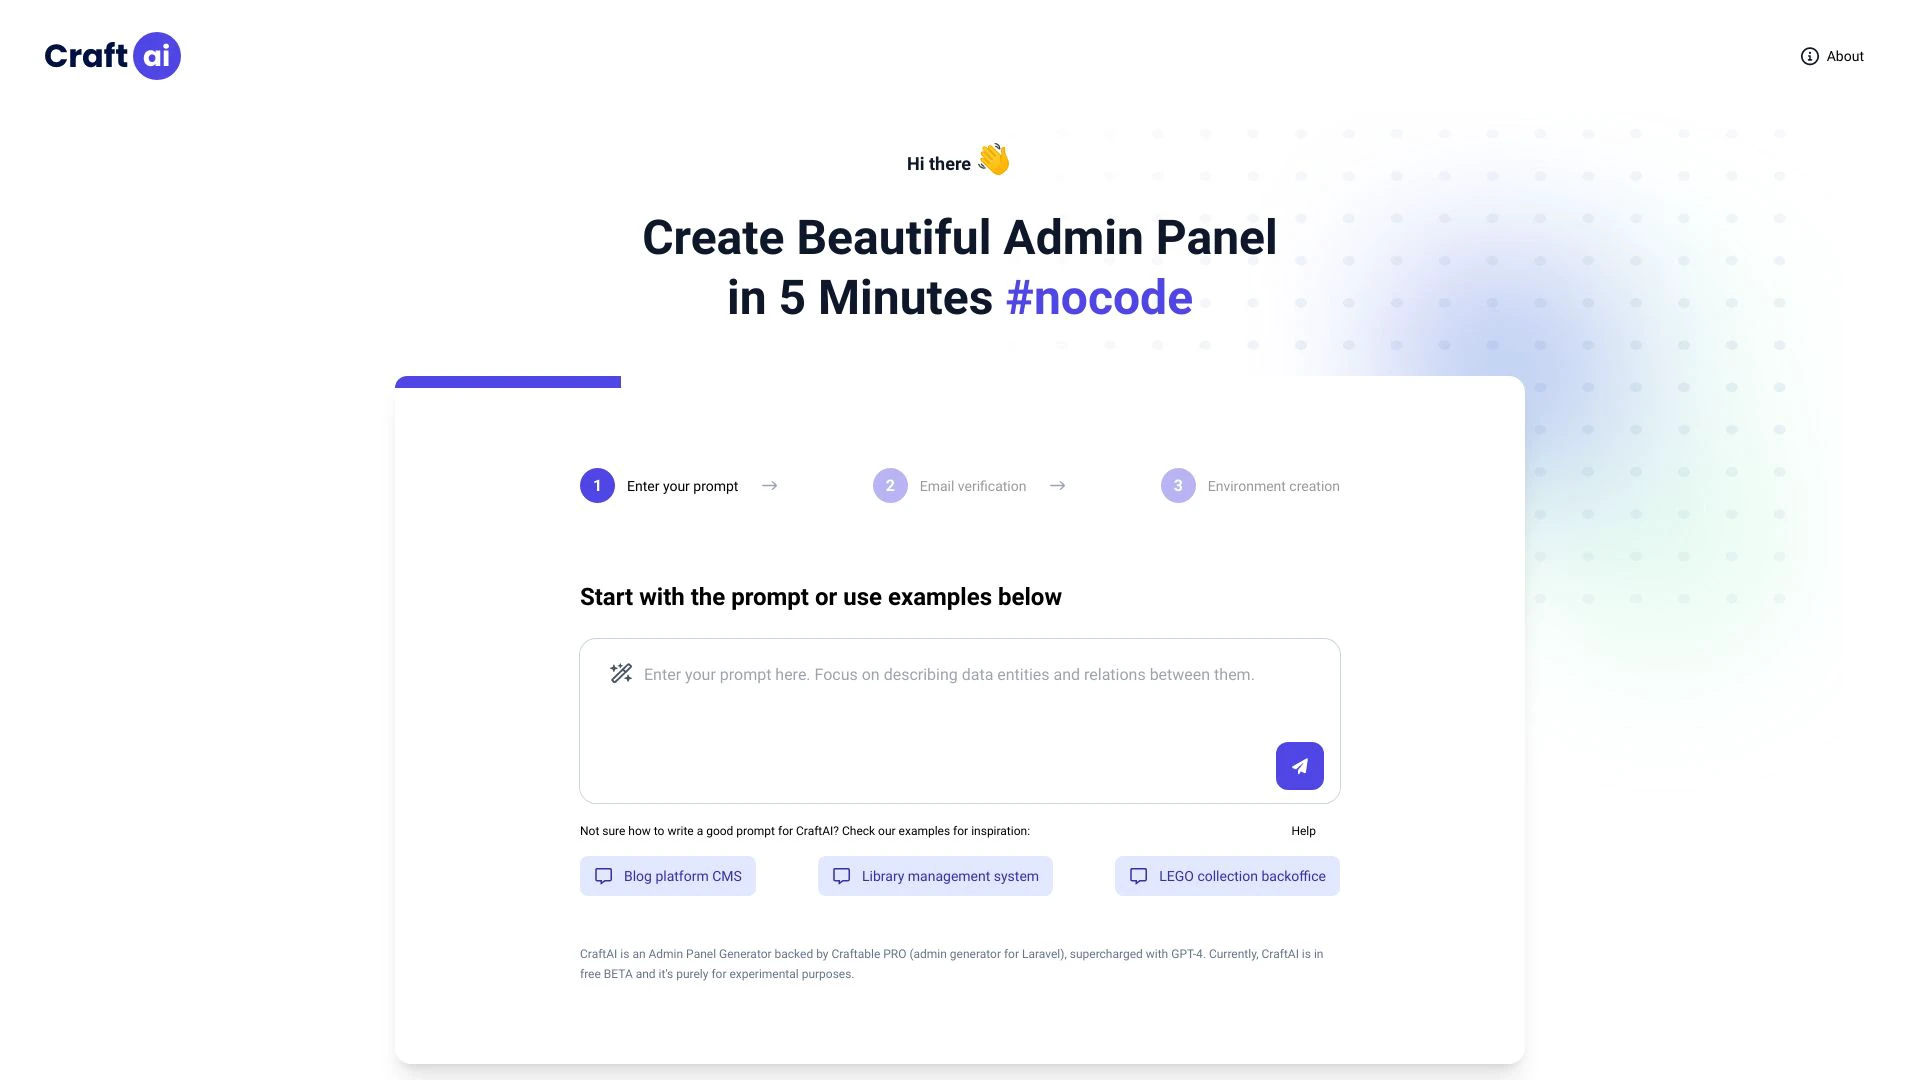 Craft ai
About
Hi there
Create Beautiful Admin Panel
in 5 Minutes #nocode
1 Enter your prompt
2 Email verification
3 Environment creation
Start with the prompt or use examples below
Enter your prompt here. Focus on describing data entities and relations between them.
Not sure how to write a good prompt for CraftAI? Check our examples for inspiration:
Help
Blog platform CMS
Library management system
LEGO collection backoffice
CraftAI is an Admin Panel Generator backed by Craftable PRO (admin generator for Laravel), supercharged with GPT-4. Currently, CraftAI is in
free BETA and it's purely for experimental purposes.